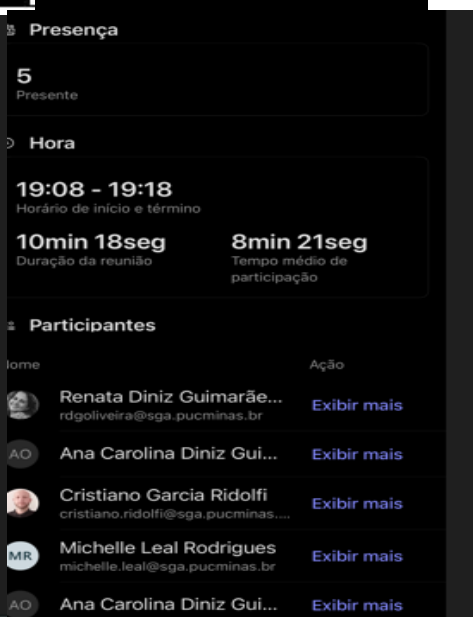 Presença
5
Presente
Hora
19:08 - 19:18
Horário de início e término
10min 18seg
8min 21seg
Duração da reunião
Tempo médio de
participação
Participantes
Nome
Ação
Renata Diniz Guimarãe...
Exibir mais
rdgoliveira@sga.pucminas.br
AO
Ana Carolina Diniz Gui...
Exibir mais
Cristiano Garcia Ridolfi
Exibir mais
cristiano.ridolfi@sga.pucminas....
MR
Michelle Leal Rodrigues
Exibir mais
michelle.leal@sga.pucminas.br
AO
Ana Carolina Diniz Gui...
Exibir mais